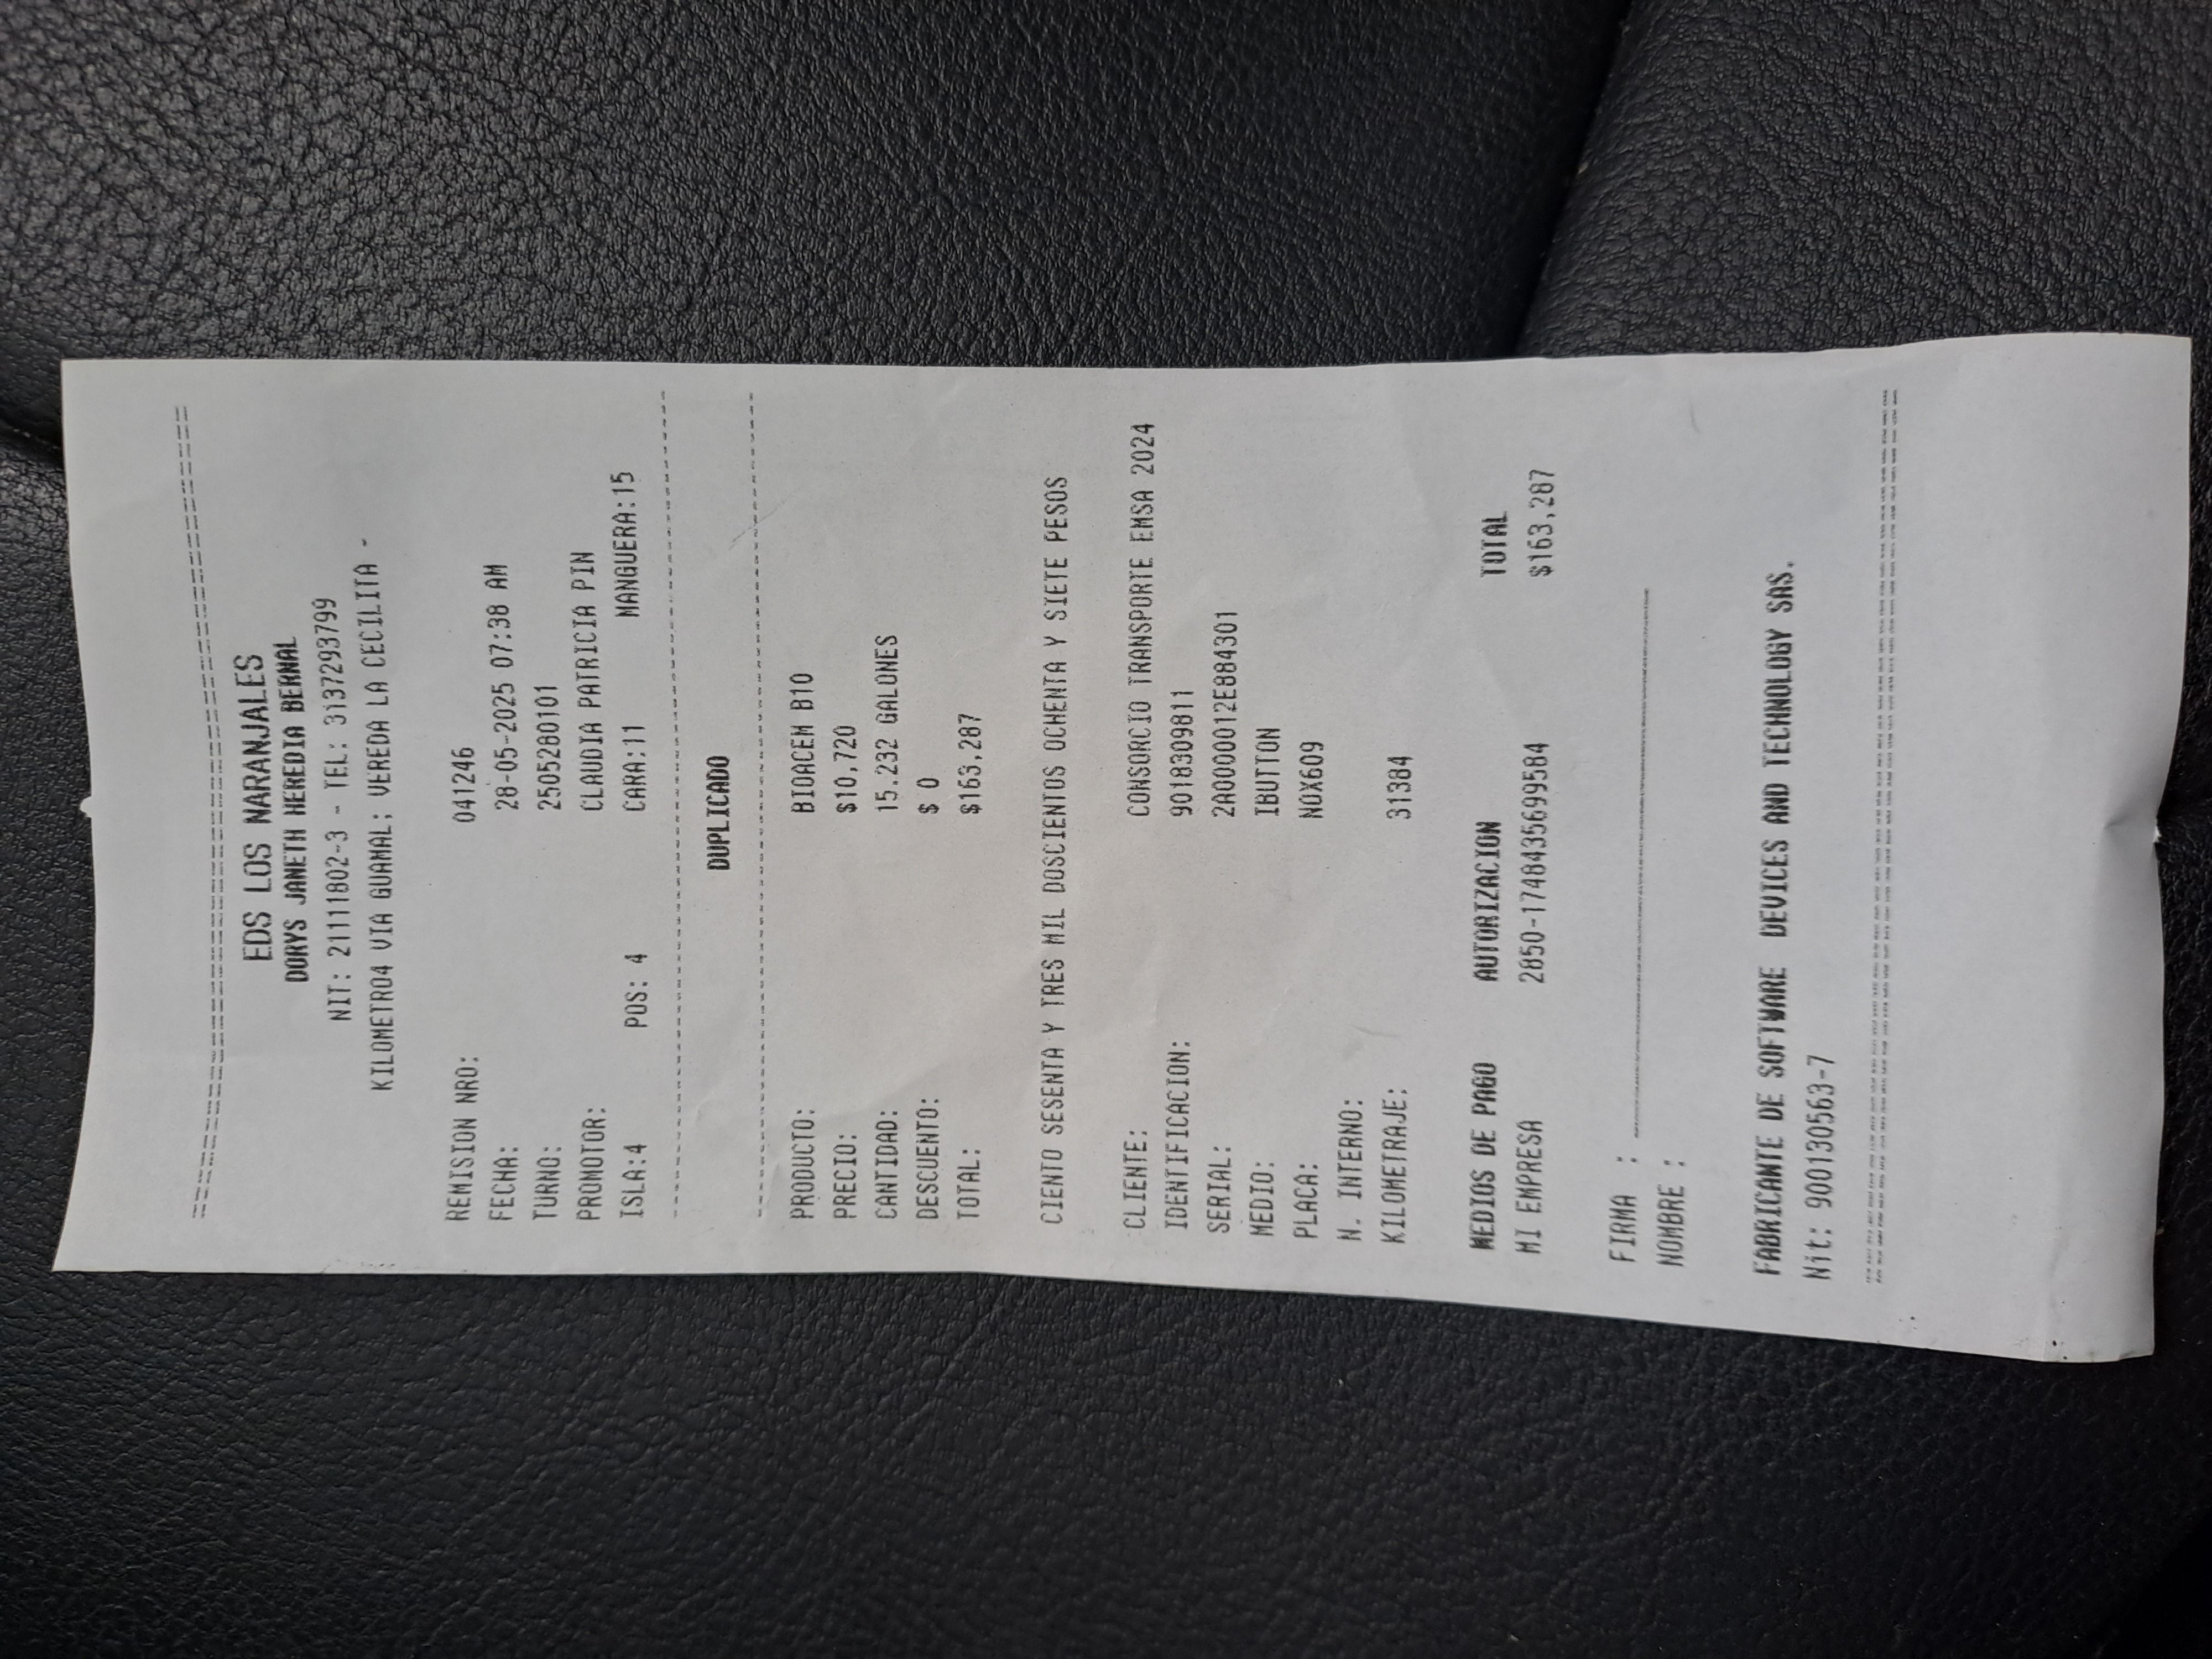 EDS LOS NARANJALES
DORYS JANETH HEREDIA BERNAL
NIT: 21111802-3 - TEL: 3137293799
KILOMETRO4 VIA GUAMAL; VEREDA LA CECILITA -
REMISION NRO: 041246
FECHA: 28-05-2025 07:38 AM
TURNO: 2505280101
PROMOTOR: CLAUDIA PATRICIA PIN
ISLA:4 POS: 4 CARA:11 MANGUERA:15
DUPLICADO
PRODUCTO: BIOACEM B10
PRECIO: $10,720
CANTIDAD: 15.232 GALONES
DESCUENTO: $ 0
TOTAL: $163,287
CIENTO SESENTA Y TRES MIL DOSCIENTOS OCHENTA Y SIETE PESOS
CLIENTE: CONSORCIO TRANSPORTE EMSA 2024
IDENTIFICACION: 9018309811
SERIAL: 2A0000012E884301
MEDIO: IBUTTON
PLACA: NOX609
N. INTERNO:
KILOMETRAJE: 31384
MEDIOS DE PAGO AUTORIZACION TOTAL
MI EMPRESA 2850-1748435699584 $163,287
FIRMA :
NOMBRE :
FABRICANTE DE SOFTWARE DEVICES AND TECHNOLOGY SAS.
Nit: 900130563-7